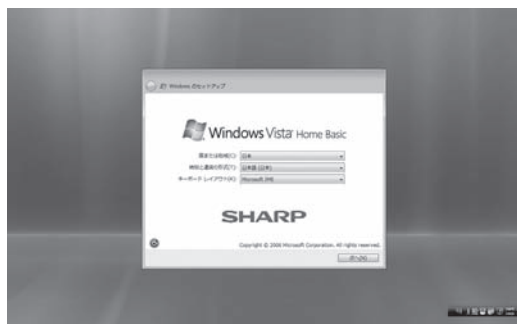 Windows のセットアップ
Windows Vista Home Basic
国または地域(C): 日本
時刻と通貨の形式(T): 日本語 (日本)
キーボード レイアウト(K): Microsoft IME
SHARP
Copyright © 2006 Microsoft Corporation. All rights reserved.
次へ(N)